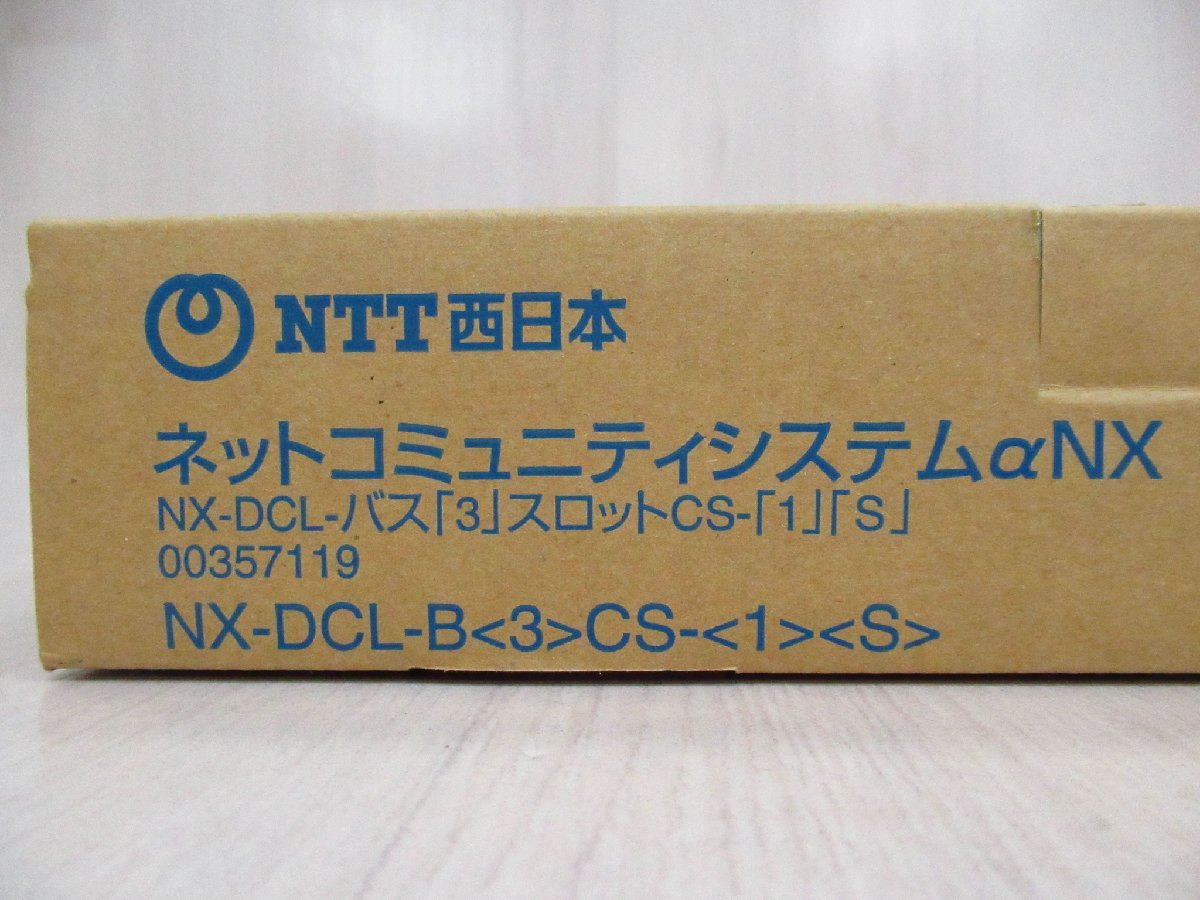 NTT西日本
ネットコミュニティシステムαNX
NX-DCL-バス「3」スロットCS-「1」「S」
00357119
NX-DCL-B<3>CS-<1><S>